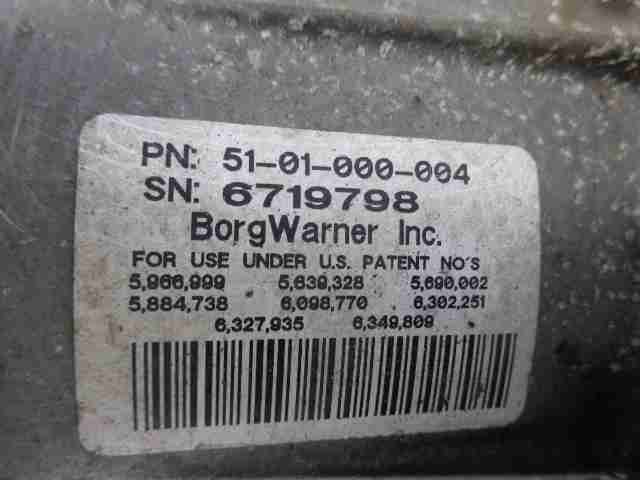 PN: 51-01-000-004
SN: 6719798
BorgWarner Inc.
FOR USE UNDER U.S. PATENT NO'S
5,966,999 5,639,328 5,690,002
5,884,738 6,098,770 6,302,251
6,327,935 6,349,809